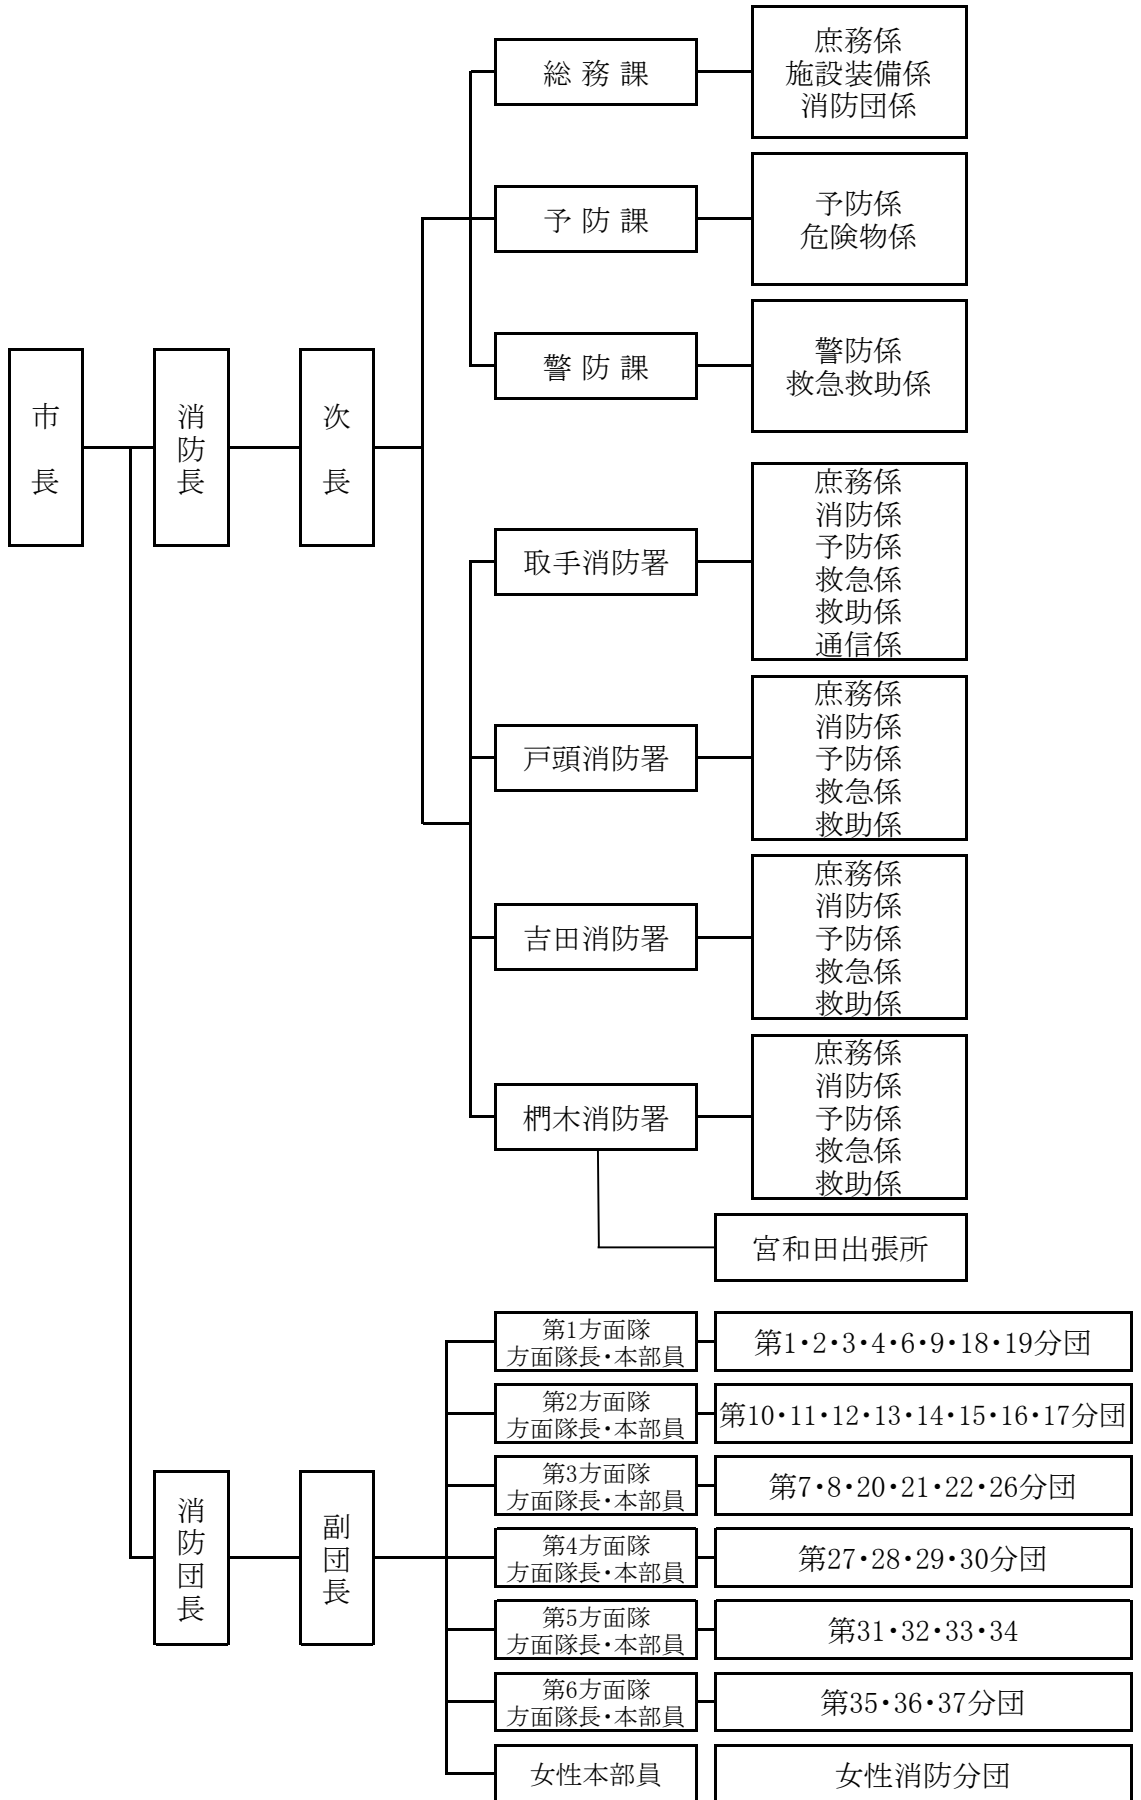 総務課
庶務係
施設装備係
消防団係
予防課
予防係
危険物係
警防課
警防係
救急救助係
市長
消防長
次長
取手消防署
庶務係
消防係
予防係
救急係
救助係
通信係
戸頭消防署
庶務係
消防係
予防係
救急係
救助係
吉田消防署
庶務係
消防係
予防係
救急係
救助係
椚木消防署
庶務係
消防係
予防係
救急係
救助係
宮和田出張所
消防団長
副団長
第1方面隊
方面隊長・本部員
第1・2・3・4・6・9・18・19分団
第2方面隊
方面隊長・本部員
第10・11・12・13・14・15・16・17分団
第3方面隊
方面隊長・本部員
第7・8・20・21・22・26分団
第4方面隊
方面隊長・本部員
第27・28・29・30分団
第5方面隊
方面隊長・本部員
第31・32・33・34
第6方面隊
方面隊長・本部員
第35・36・37分団
女性本部員
女性消防分団